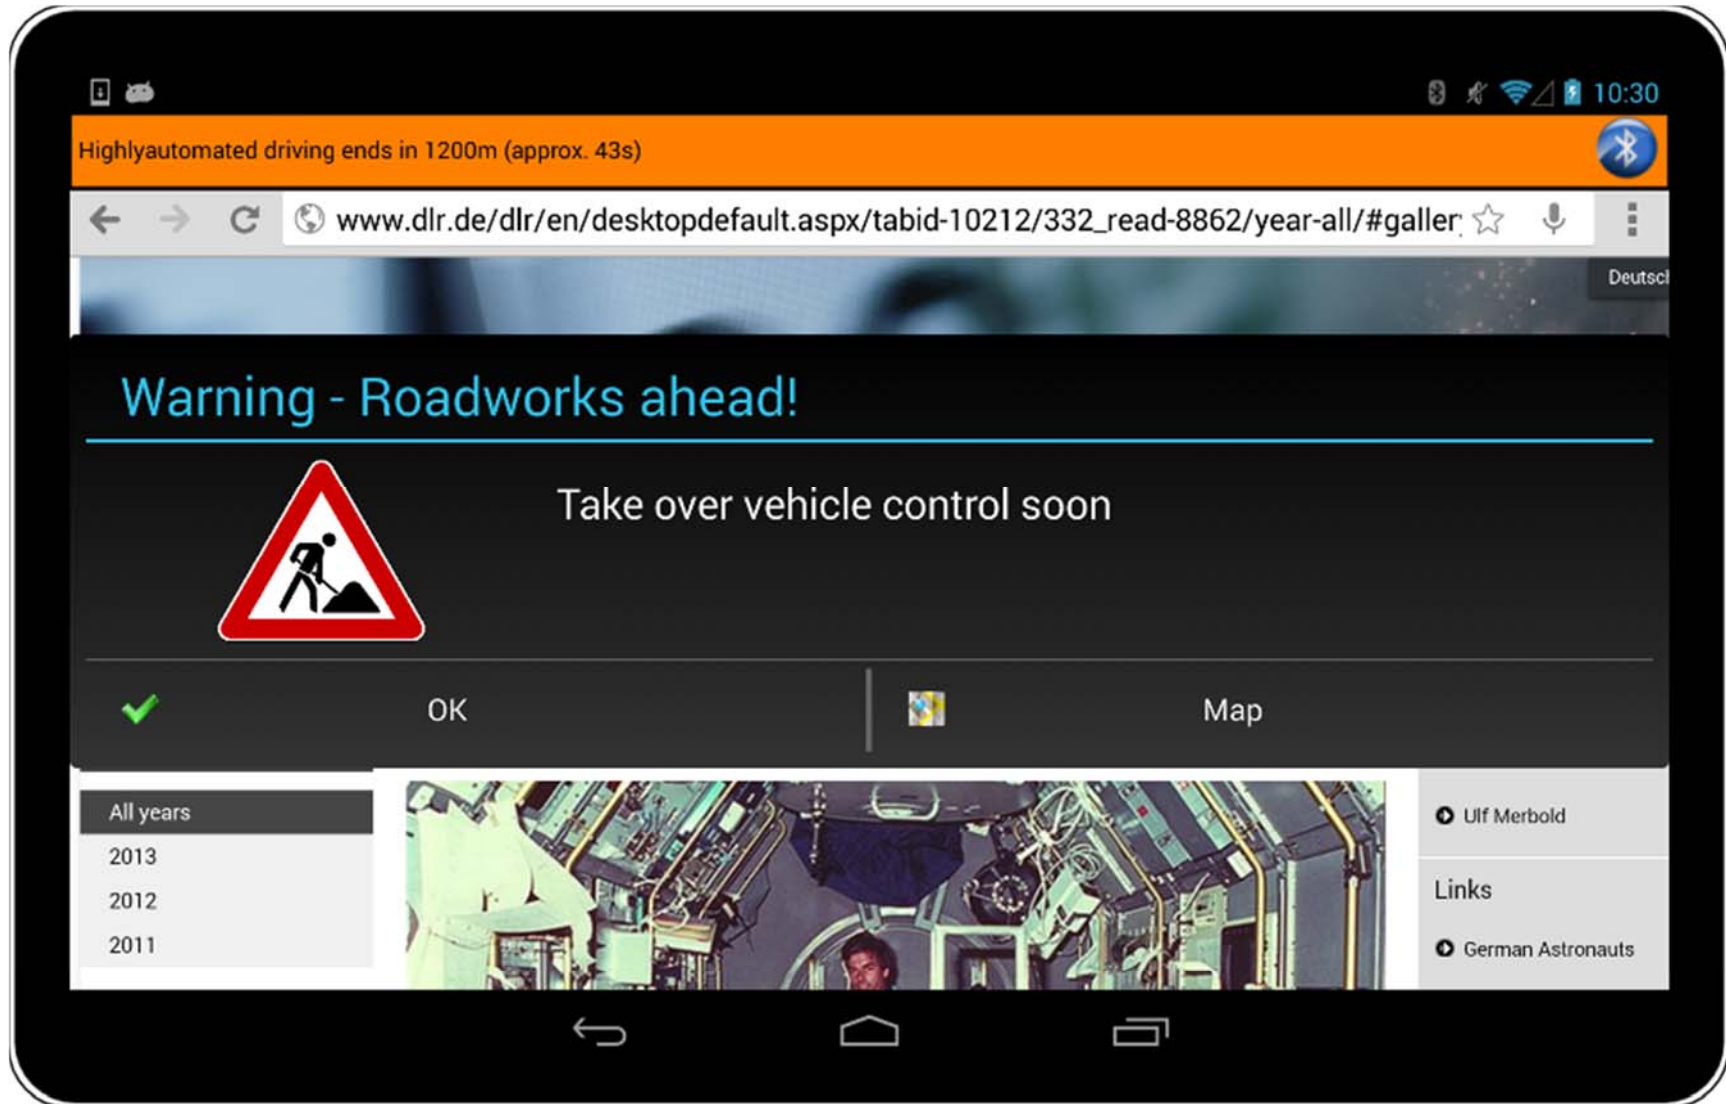 10:30
Highlyautomated driving ends in 1200m (approx. 43s)
www.dlr.de/dlr/en/desktopdefault.aspx/tabid-10212/332_read-8862/year-all/#gallery
Deutsch
Warning - Roadworks ahead!
Take over vehicle control soon
OK
Map
All years
2013
2012
2011
Ulf Merbold
Links
German Astronauts